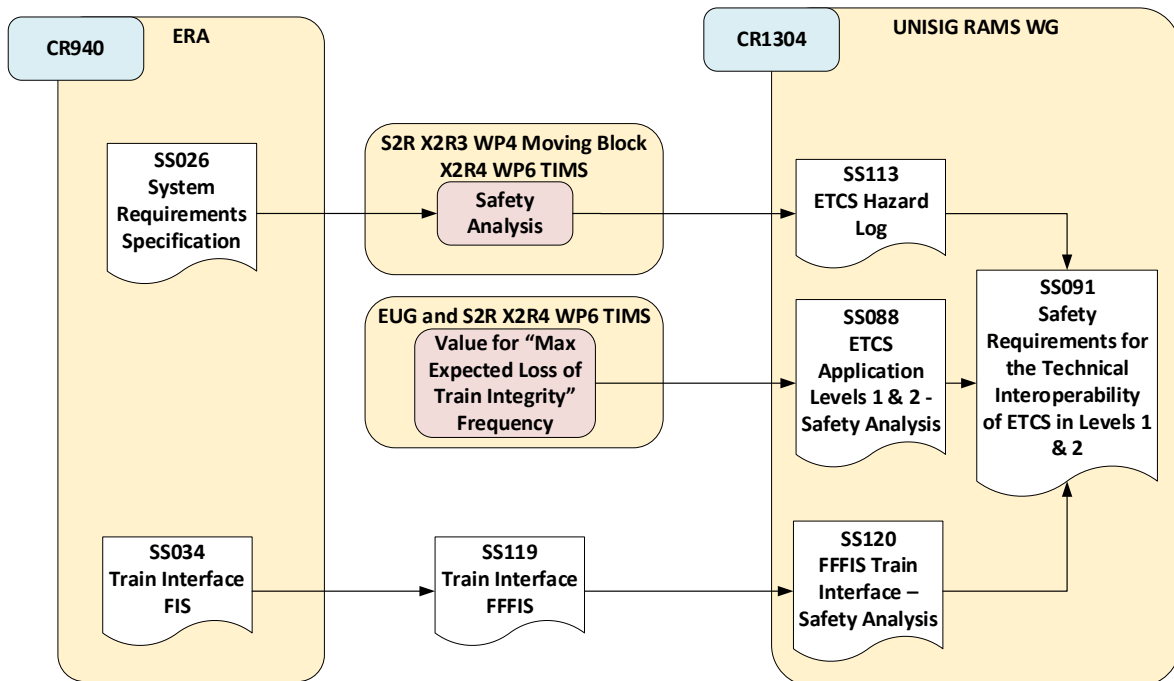 CR940
ERA
CR1304
UNISIG RAMS WG
SS026
System
Requirements
Specification
S2R X2R3 WP4 Moving Block
X2R4 WP6 TIMS
Safety
Analysis
SS113
ETCS Hazard
Log
EUG and S2R X2R4 WP6 TIMS
Value for “Max
Expected Loss of
Train Integrity”
Frequency
SS088
ETCS
Application
Levels 1 & 2 -
Safety Analysis
SS091
Safety
Requirements for
the Technical
Interoperability
of ETCS in Levels 1
& 2
SS034
Train Interface
FIS
SS119
Train Interface
FFFIS
SS120
FFFIS Train
Interface –
Safety Analysis